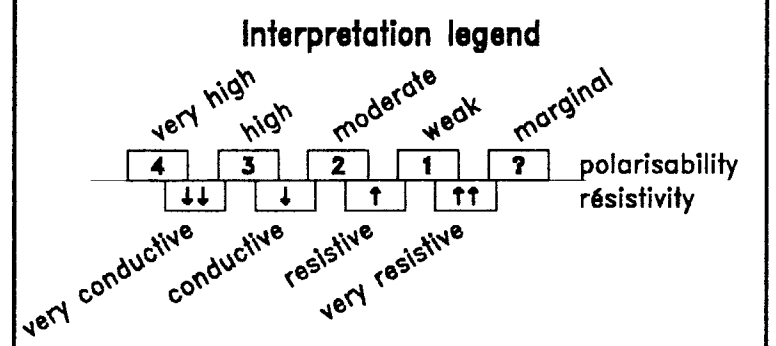 Interpretation legend
very high high moderate weak marginal
4 3 2 1 ? polarisability
↓↓ ↓ ↑ ↑↑ résistivity
very conductive conductive resistive very resistive